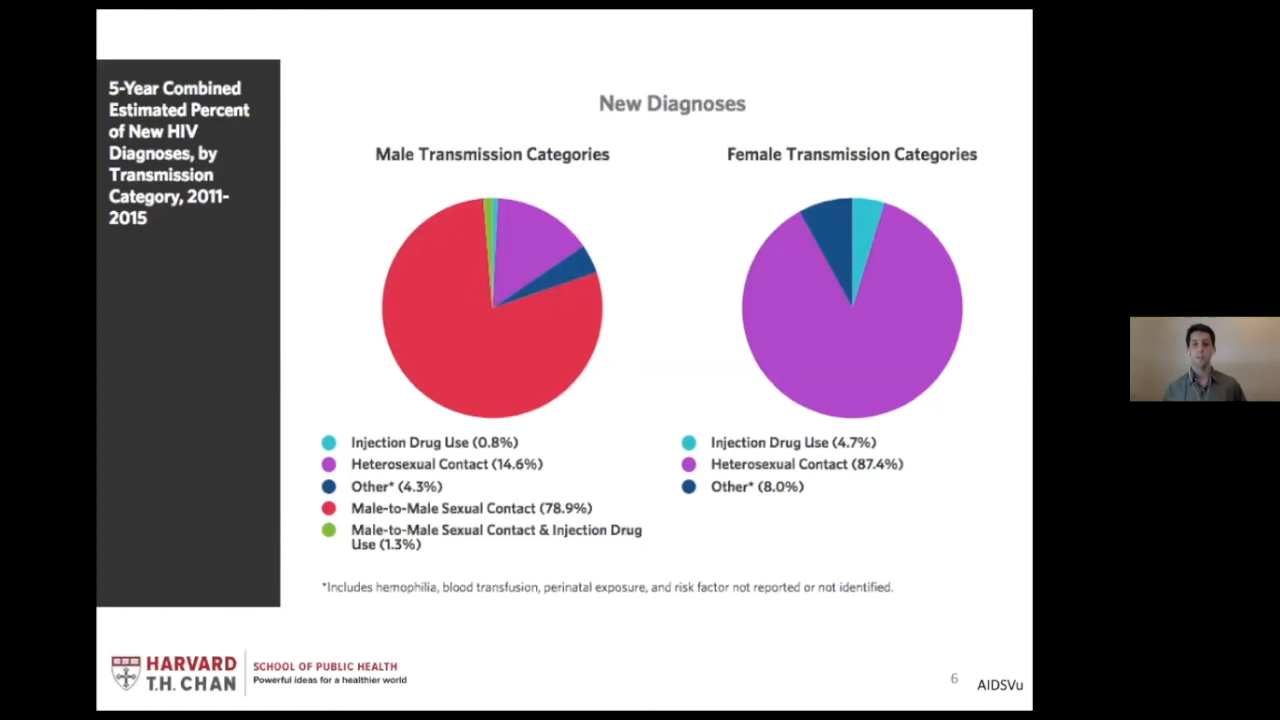 5-Year Combined
Estimated Percent
of New HIV
Diagnoses, by
Transmission
Category, 2011-
2015
New Diagnoses
Male Transmission Categories
Female Transmission Categories
Injection Drug Use (0.8%)
Heterosexual Contact (14.6%)
Other* (4.3%)
Male-to-Male Sexual Contact (78.9%)
Male-to-Male Sexual Contact & Injection Drug
Use (1.3%)
Injection Drug Use (4.7%)
Heterosexual Contact (87.4%)
Other* (8.0%)
*Includes hemophilia, blood transfusion, perinatal exposure, and risk factor not reported or not identified.
HARVARD
T.H. CHAN
SCHOOL OF PUBLIC HEALTH
Powerful ideas for a healthier world
6
AIDSVu